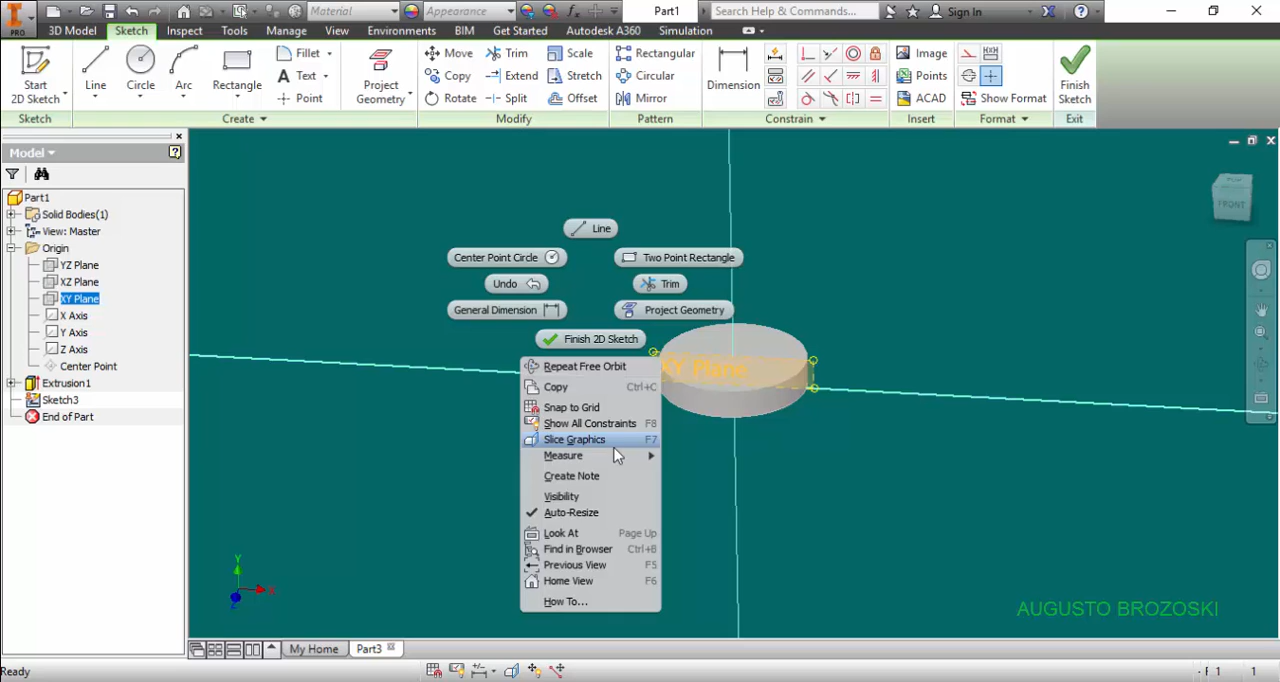 Material
Appearance
Part1
Search Help & Commands...
Sign In
PRO
3D Model
Sketch
Inspect
Tools
Manage
View
Environments
BIM
Get Started
Autodesk A360
Simulation
Start
2D Sketch
Line
Circle
Arc
Rectangle
Fillet
Text
Point
Project
Geometry
Move
Copy
Rotate
Trim
Extend
Split
Scale
Stretch
Offset
Rectangular
Circular
Mirror
Dimension
Image
Points
ACAD
Show Format
Finish
Sketch
Sketch
Create
Modify
Pattern
Constrain
Insert
Format
Exit
Model
Part1
Solid Bodies(1)
View: Master
Origin
YZ Plane
XZ Plane
XY Plane
X Axis
Y Axis
Z Axis
Center Point
Extrusion1
Sketch3
End of Part
FRONT
Line
Center Point Circle
Two Point Rectangle
Undo
Trim
General Dimension
Project Geometry
Finish 2D Sketch
XY Plane
Repeat Free Orbit
Copy Ctrl+C
Snap to Grid
Show All Constraints F8
Slice Graphics F7
Measure
Create Note
Visibility
Auto-Resize
Look At Page Up
Find in Browser Ctrl+B
Previous View F5
Home View F6
How To...
Y
X
Z
AUGUSTO BROZOSKI
My Home
Part3
Ready
1
1